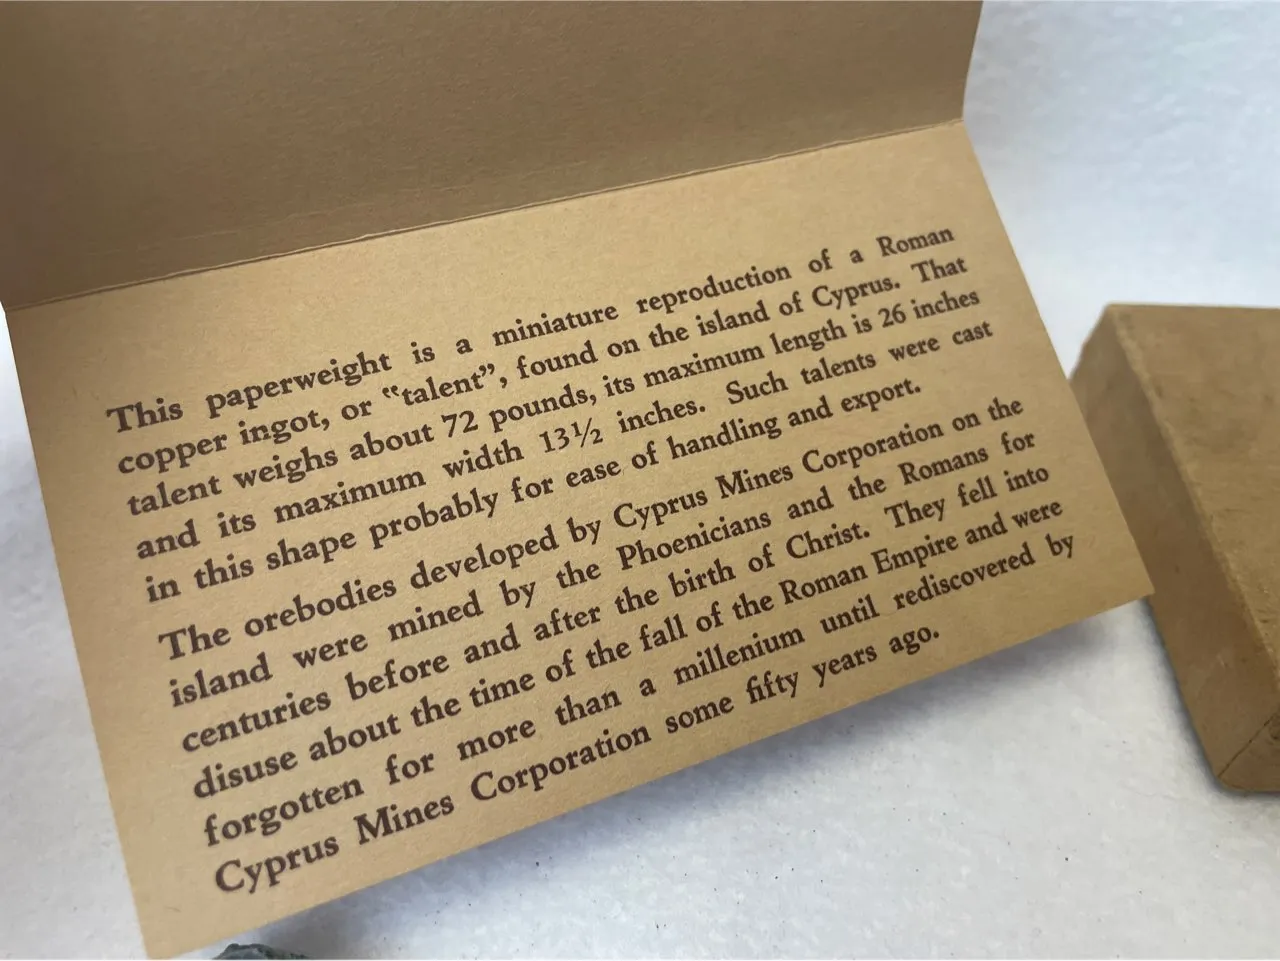 This paperweight is a miniature reproduction of a Roman
copper ingot, or “talent”, found on the island of Cyprus. That
talent weighs about 72 pounds, its maximum length is 26 inches
and its maximum width 13½ inches. Such talents were cast
in this shape probably for ease of handling and export.
The orebodies developed by Cyprus Mines Corporation on the
island were mined by the Phoenicians and the Romans for
centuries before and after the birth of Christ. They fell into
disuse about the time of the fall of the Roman Empire and were
forgotten for more than a millenium until rediscovered by
Cyprus Mines Corporation some fifty years ago.